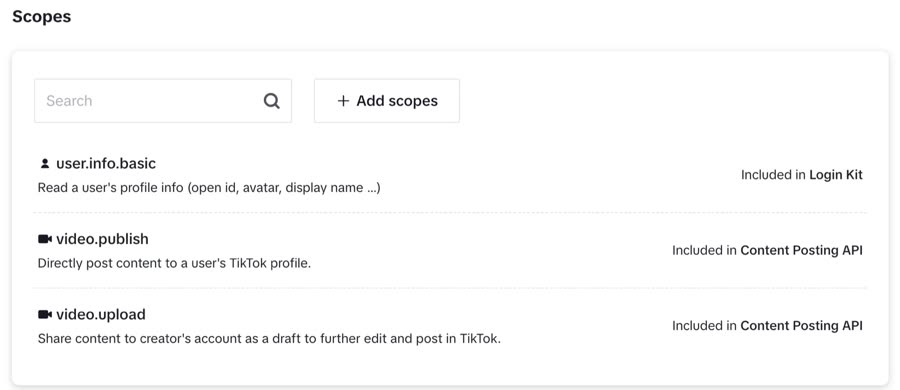 Scopes
Search
+ Add scopes
user.info.basic
Read a user's profile info (open id, avatar, display name ...)
Included in Login Kit
video.publish
Directly post content to a user's TikTok profile.
Included in Content Posting API
video.upload
Share content to creator's account as a draft to further edit and post in TikTok.
Included in Content Posting API